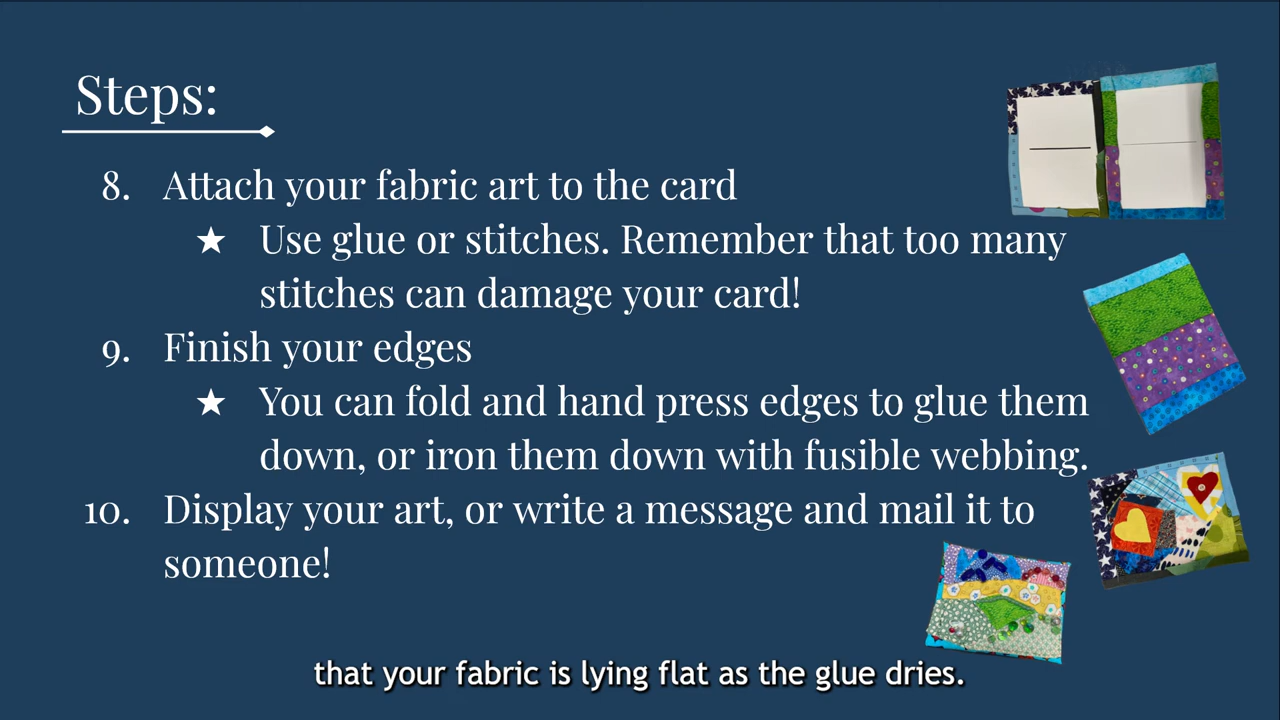 Steps:
8. Attach your fabric art to the card
★ Use glue or stitches. Remember that too many
stitches can damage your card!
9. Finish your edges
★ You can fold and hand press edges to glue them
down, or iron them down with fusible webbing.
10. Display your art, or write a message and mail it to
someone!
that your fabric is lying flat as the glue dries.